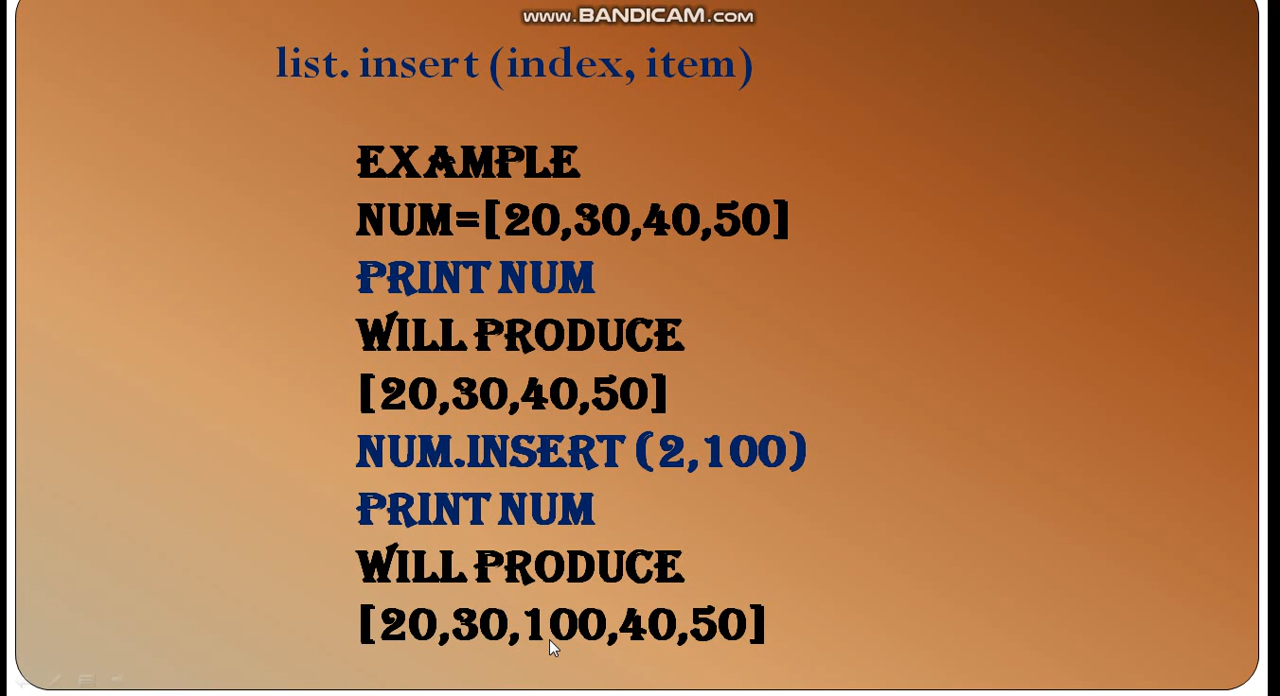 www.BANDICAM.com
list. insert (index, item)
EXAMPLE
NUM=[20,30,40,50]
PRINT NUM
WILL PRODUCE
[20,30,40,50]
NUM.INSERT (2,100)
PRINT NUM
WILL PRODUCE
[20,30,100,40,50]